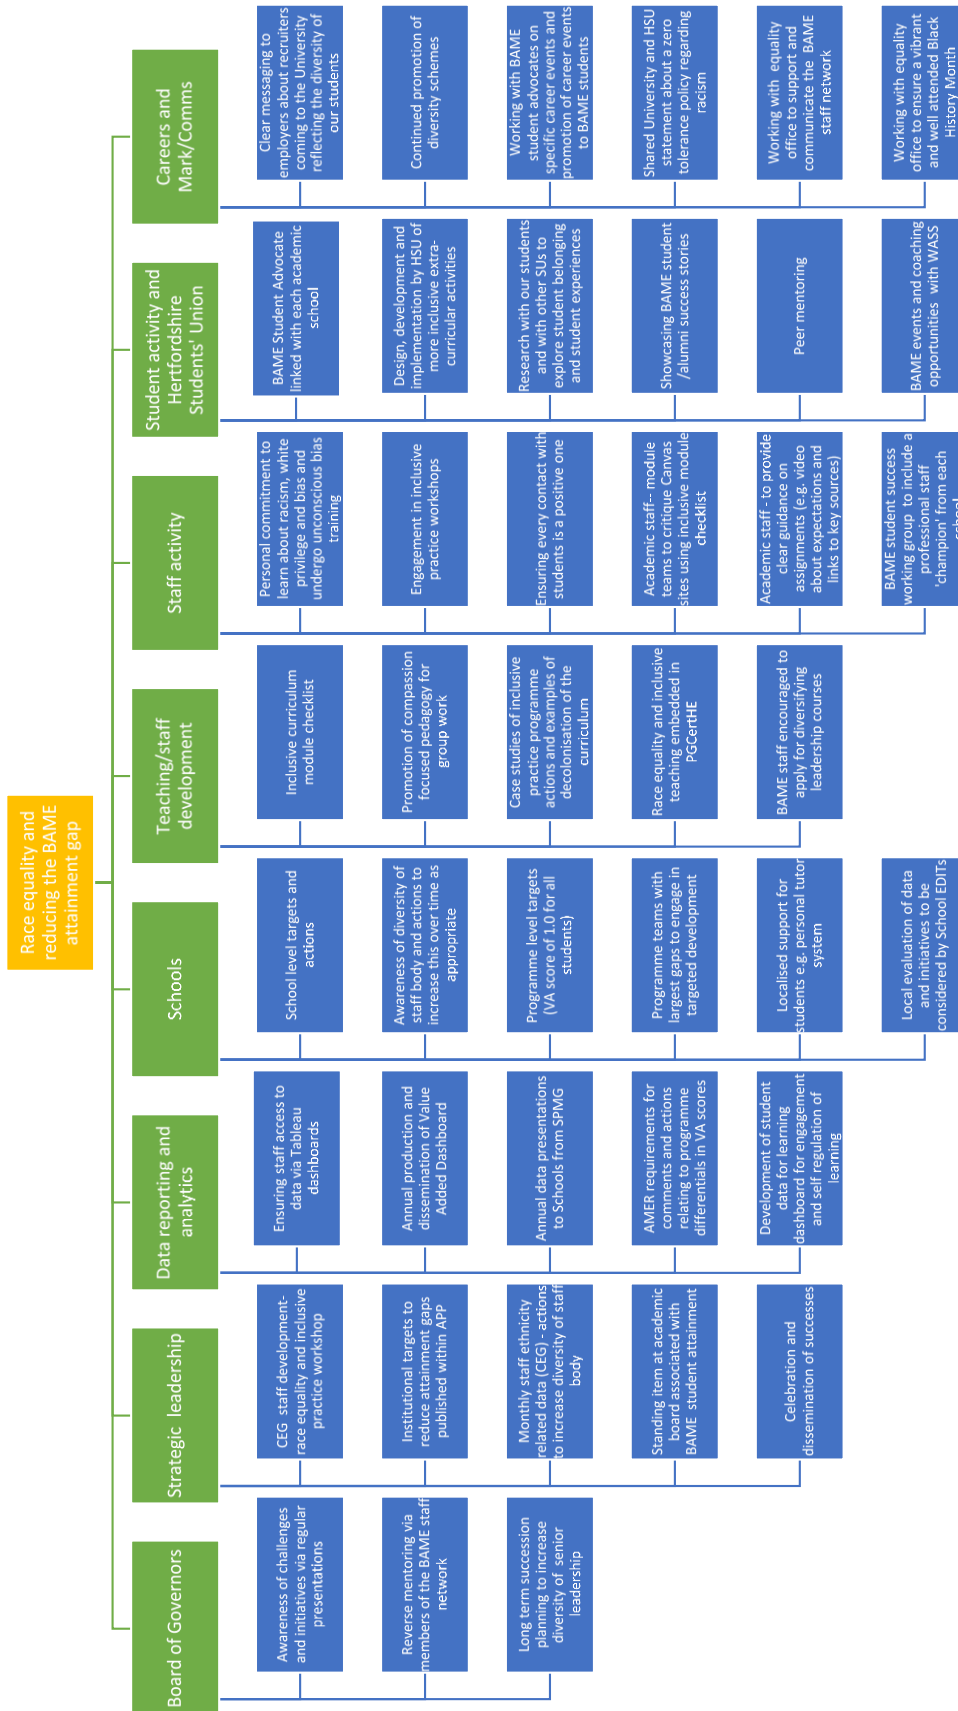 Race equality and
reducing the BAME
attainment gap
Board of Governors
Awareness of challenges
and initiatives via regular
presentations
Reverse mentoring via
members of the BAME staff
network
Long term succession
planning to increase
diversity of senior
leadership
Strategic leadership
CEG staff development-
race equality and inclusive
practice workshop
Institutional targets to
reduce attainment gaps
published within APP
Monthly staff ethnicity
related data (CEG) - actions
to increase diversity of staff
body
Standing item at academic
board associated with
BAME student attainment
Celebration and
dissemination of successes
Data reporting and
analytics
Ensuring staff access to
data via Tableau
dashboards
Annual production and
dissemination of Value
Added Dashboard
Annual data presentations
to Schools from SPMG
AMER requirements for
comments and actions
relating to programme
differentials in VA scores
Development of student
data for learning
dashboard for engagement
and self regulation of
learning
Schools
School level targets and
actions
Awareness of diversity of
staff body and actions to
increase this over time as
appropriate
Programme level targets
(VA score of 1.0 for all
students)
Programme teams with
largest gaps to engage in
targeted development
Localised support for
students e.g. personal tutor
system
Local evaluation of data
and initiatives to be
considered by School EDITs
Teaching/staff
development
Inclusive curriculum
module checklist
Promotion of compassion
focused pedagogy for
group work
Case studies of inclusive
practice programme
actions and examples of
decolonisation of the
curriculum
Race equality and inclusive
teaching embedded in
PGCertHE
BAME staff encouraged to
apply for diversifying
leadership courses
Staff activity
Personal commitment to
learn about racism, white
privilege and bias and
undergo unconscious bias
training
Engagement in inclusive
practice workshops
Ensuring every contact with
students is a positive one
Academic staff-- module
teams to critique Canvas
sites using inclusive module
checklist
Academic staff - to provide
clear guidance on
assignments (e.g. video
about expectations and
links to key sources)
BAME student success
working group to include a
professional staff
'champion' from each
school
Student activity and
Hertfordshire
Students' Union
BAME Student Advocate
linked with each academic
school
Design, development and
implementation by HSU of
more inclusive extra-
curricular activities
Research with our students
and with other SUs to
explore student belonging
and student experiences
Showcasing BAME student
/alumni success stories
Peer mentoring
BAME events and coaching
opportunities with WASS
Careers and
Mark/Comms
Clear messaging to
employers about recruiters
coming to the University
reflecting the diversity of
our students
Continued promotion of
diversity schemes
Working with BAME
student advocates on
specific career events and
promotion of career events
to BAME students
Shared University and HSU
statement about a zero
tolerance policy regarding
racism
Working with equality
office to support and
communicate the BAME
staff network
Working with equality
office to ensure a vibrant
and well attended Black
History Month